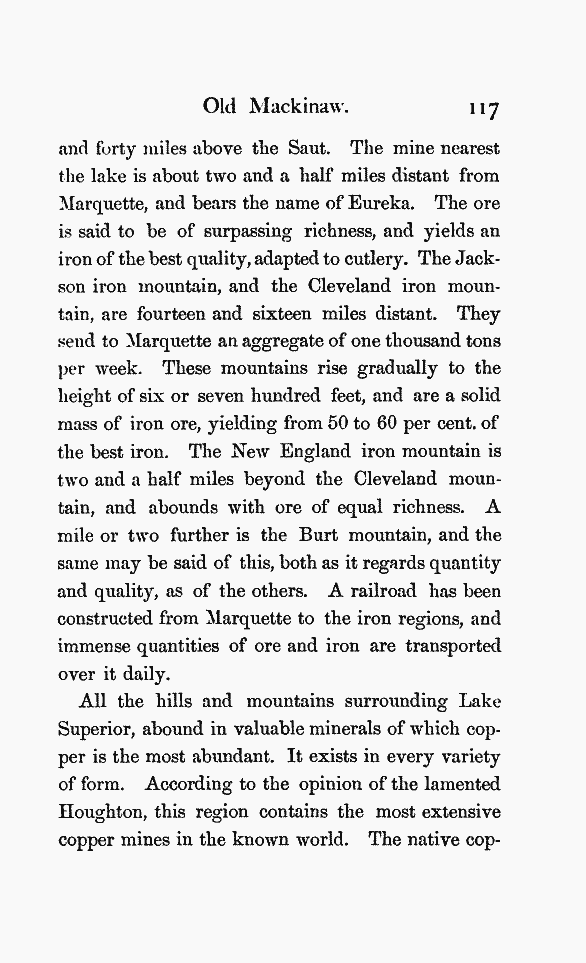 Old Mackinaw. 117
and forty miles above the Saut. The mine nearest
the lake is about two and a half miles distant from
Marquette, and bears the name of Eureka. The ore
is said to be of surpassing richness, and yields an
iron of the best quality, adapted to cutlery. The Jack-
son iron mountain, and the Cleveland iron moun-
tain, are fourteen and sixteen miles distant. They
send to Marquette an aggregate of one thousand tons
per week. These mountains rise gradually to the
height of six or seven hundred feet, and are a solid
mass of iron ore, yielding from 50 to 60 per cent. of
the best iron. The New England iron mountain is
two and a half miles beyond the Cleveland moun-
tain, and abounds with ore of equal richness. A
mile or two further is the Burt mountain, and the
same may be said of this, both as it regards quantity
and quality, as of the others. A railroad has been
constructed from Marquette to the iron regions, and
immense quantities of ore and iron are transported
over it daily.
All the hills and mountains surrounding Lake
Superior, abound in valuable minerals of which cop-
per is the most abundant. It exists in every variety
of form. According to the opinion of the lamented
Houghton, this region contains the most extensive
copper mines in the known world. The native cop-